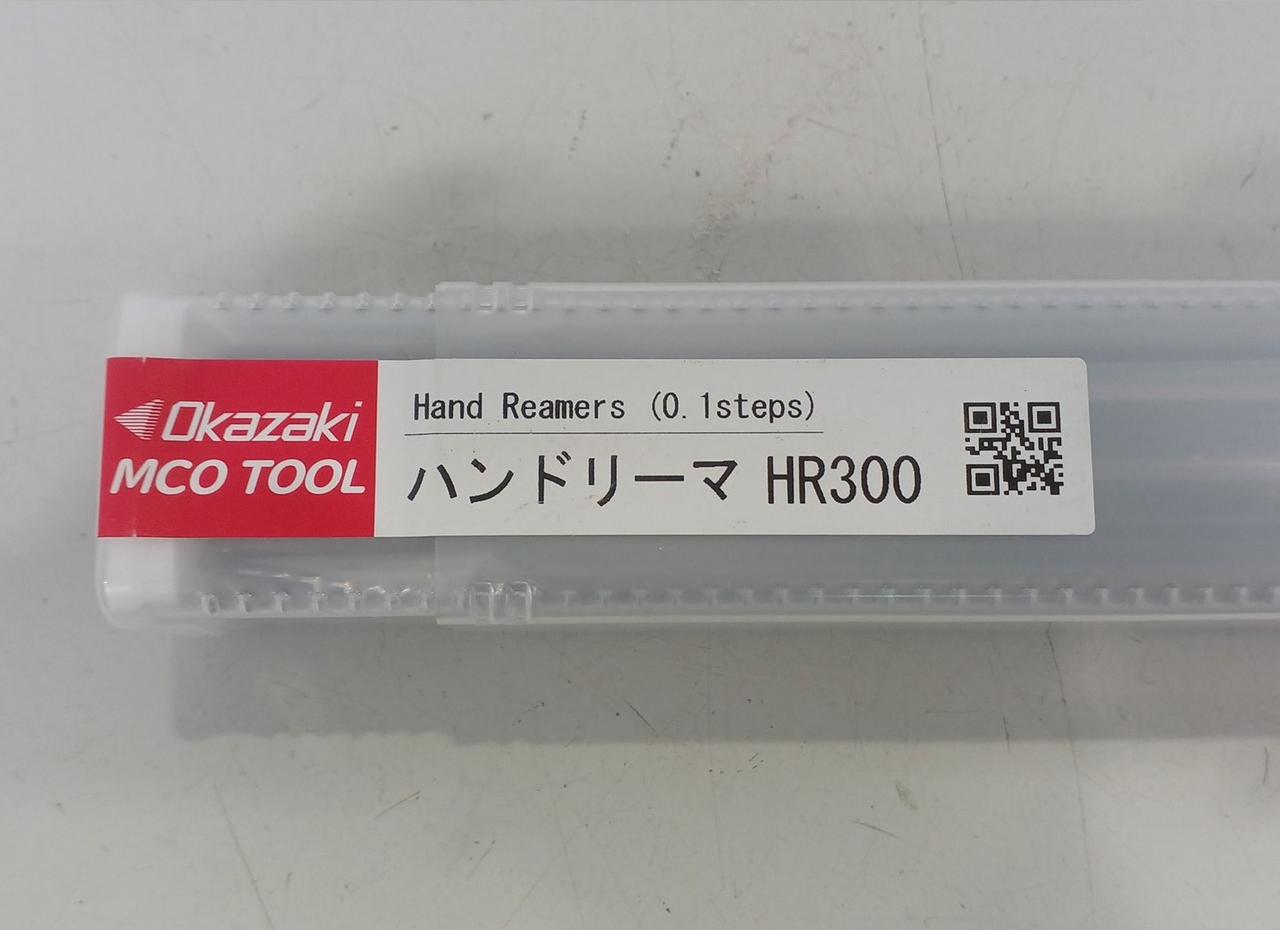 Okazaki
MCO TOOL
Hand Reamers (0.1steps)
ハンドリーマ HR300